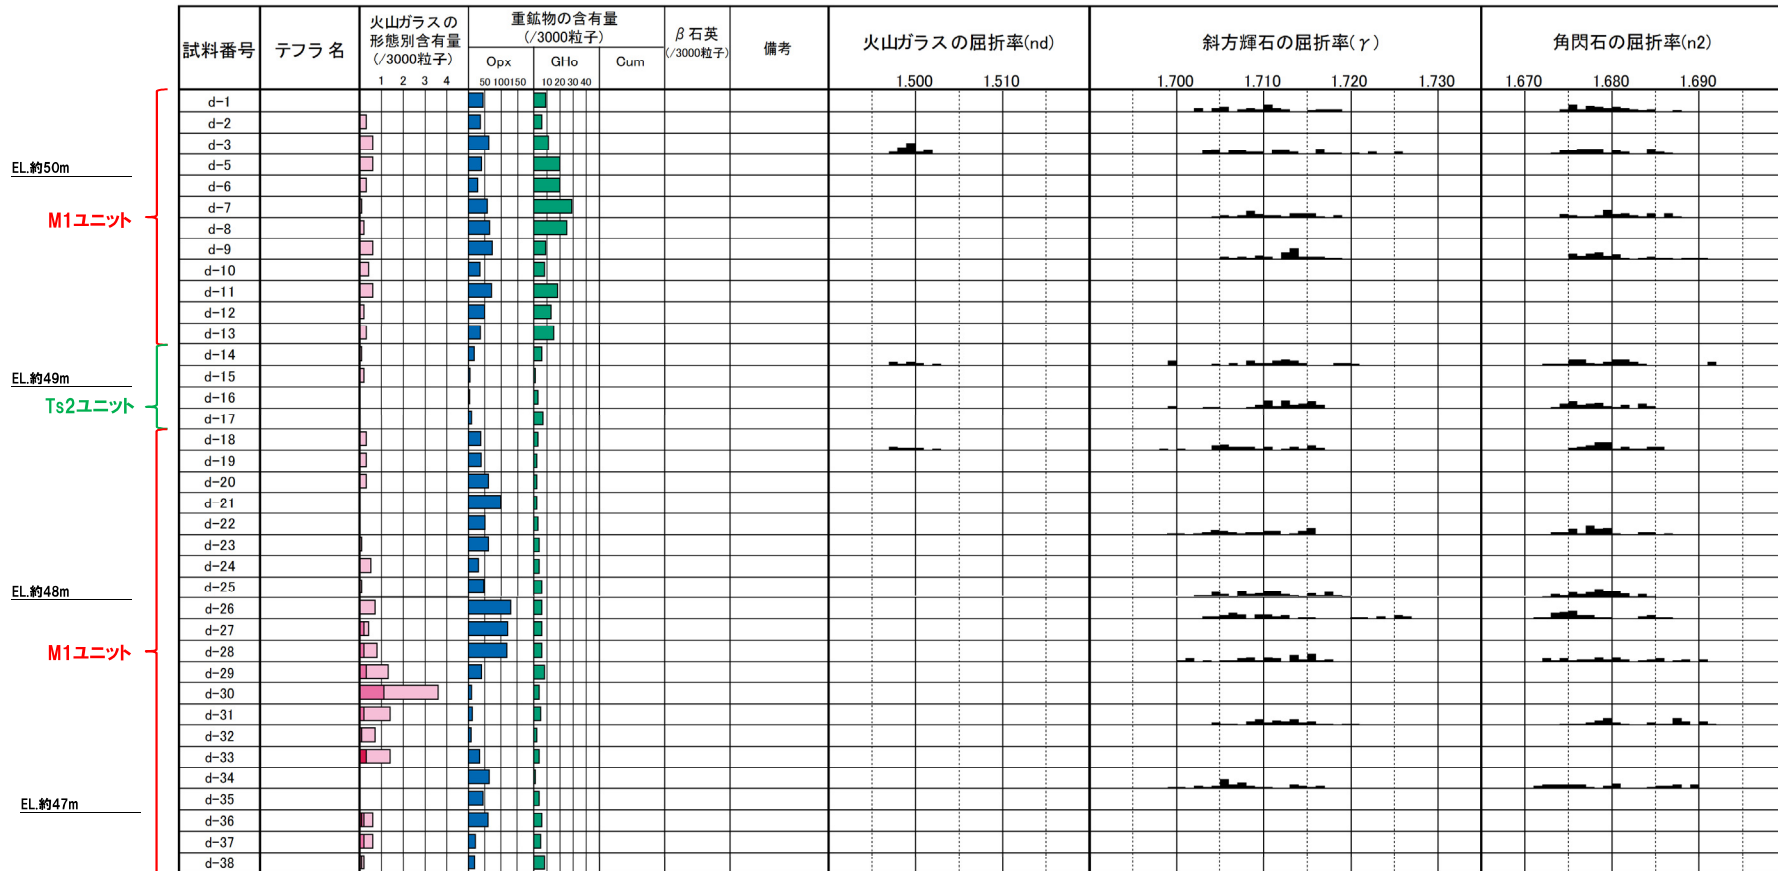 試料番号
テフラ名
火山ガラスの
形態別含有量
(/3000粒子)
1 2 3 4
重鉱物の含有量
(/3000粒子)
Opx GHo Cum
50 100 150 10 20 30 40
β石英
(/3000粒子)
備考
火山ガラスの屈折率(nd)
1.500 1.510
斜方輝石の屈折率(γ)
1.700 1.710 1.720 1.730
角閃石の屈折率(n2)
1.670 1.680 1.690
d-1
d-2
d-3
d-5
d-6
d-7
d-8
d-9
d-10
d-11
d-12
d-13
d-14
d-15
d-16
d-17
d-18
d-19
d-20
d-21
d-22
d-23
d-24
d-25
d-26
d-27
d-28
d-29
d-30
d-31
d-32
d-33
d-34
d-35
d-36
d-37
d-38
EL.約50m
M1ユニット
EL.約49m
Ts2ユニット
EL.約48m
M1ユニット
EL.約47m